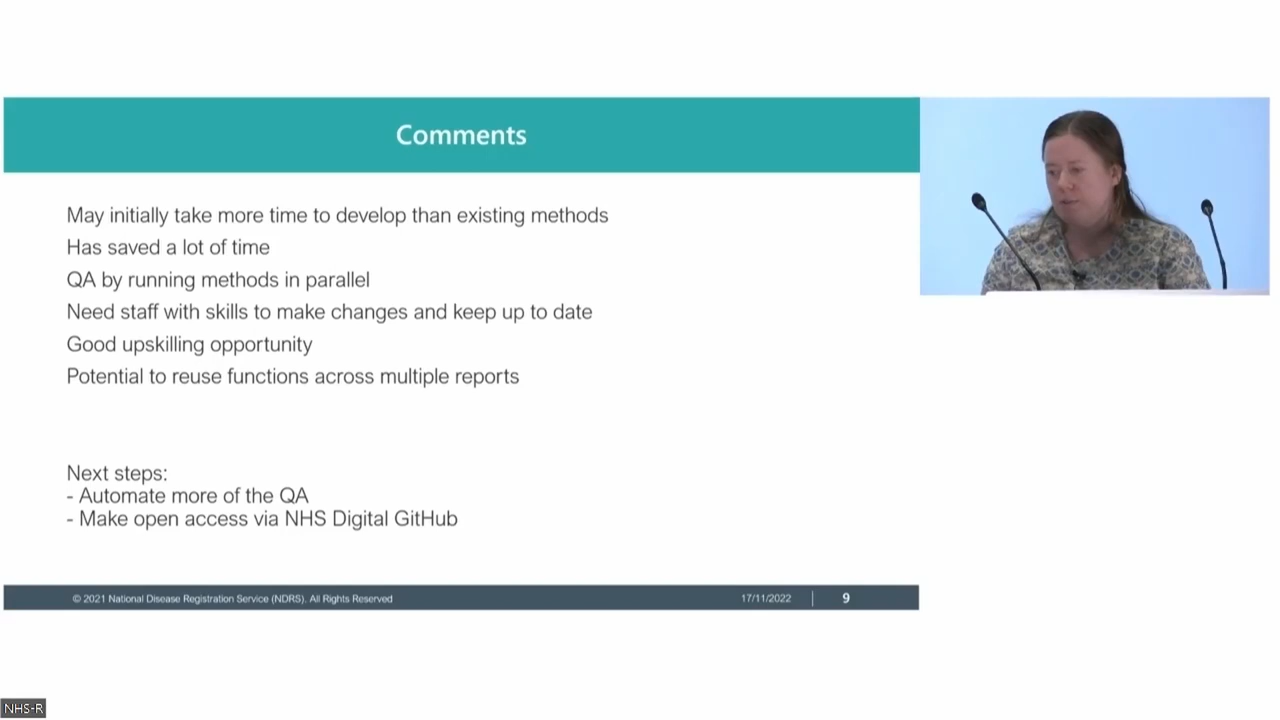 Comments
May initially take more time to develop than existing methods
Has saved a lot of time
QA by running methods in parallel
Need staff with skills to make changes and keep up to date
Good upskilling opportunity
Potential to reuse functions across multiple reports
Next steps:
- Automate more of the QA
- Make open access via NHS Digital GitHub
© 2021 National Disease Registration Service (NDRS). All Rights Reserved
17/11/2022
9
NHS-R